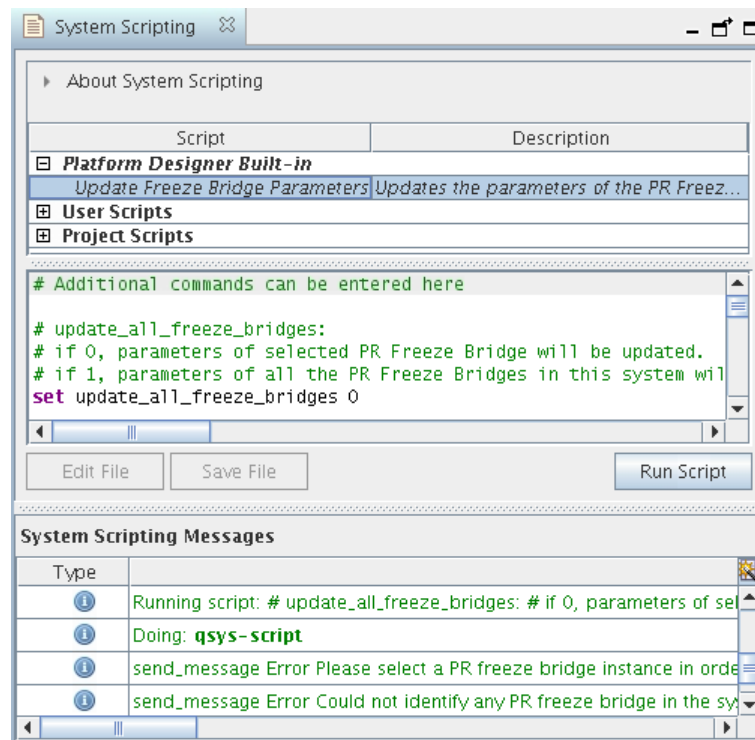 System Scripting
About System Scripting
Script Description
Platform Designer Built-in
Update Freeze Bridge Parameters Updates the parameters of the PR Freez...
User Scripts
Project Scripts
# Additional commands can be entered here
# update_all_freeze_bridges:
# if 0, parameters of selected PR Freeze Bridge will be updated.
# if 1, parameters of all the PR Freeze Bridges in this system wil
set update_all_freeze_bridges 0
Edit File Save File Run Script
System Scripting Messages
Type
Running script: # update_all_freeze_bridges: # if 0, parameters of sel
Doing: qsys-script
send_message Error Please select a PR freeze bridge instance in orde
send_message Error Could not identify any PR freeze bridge in the sy